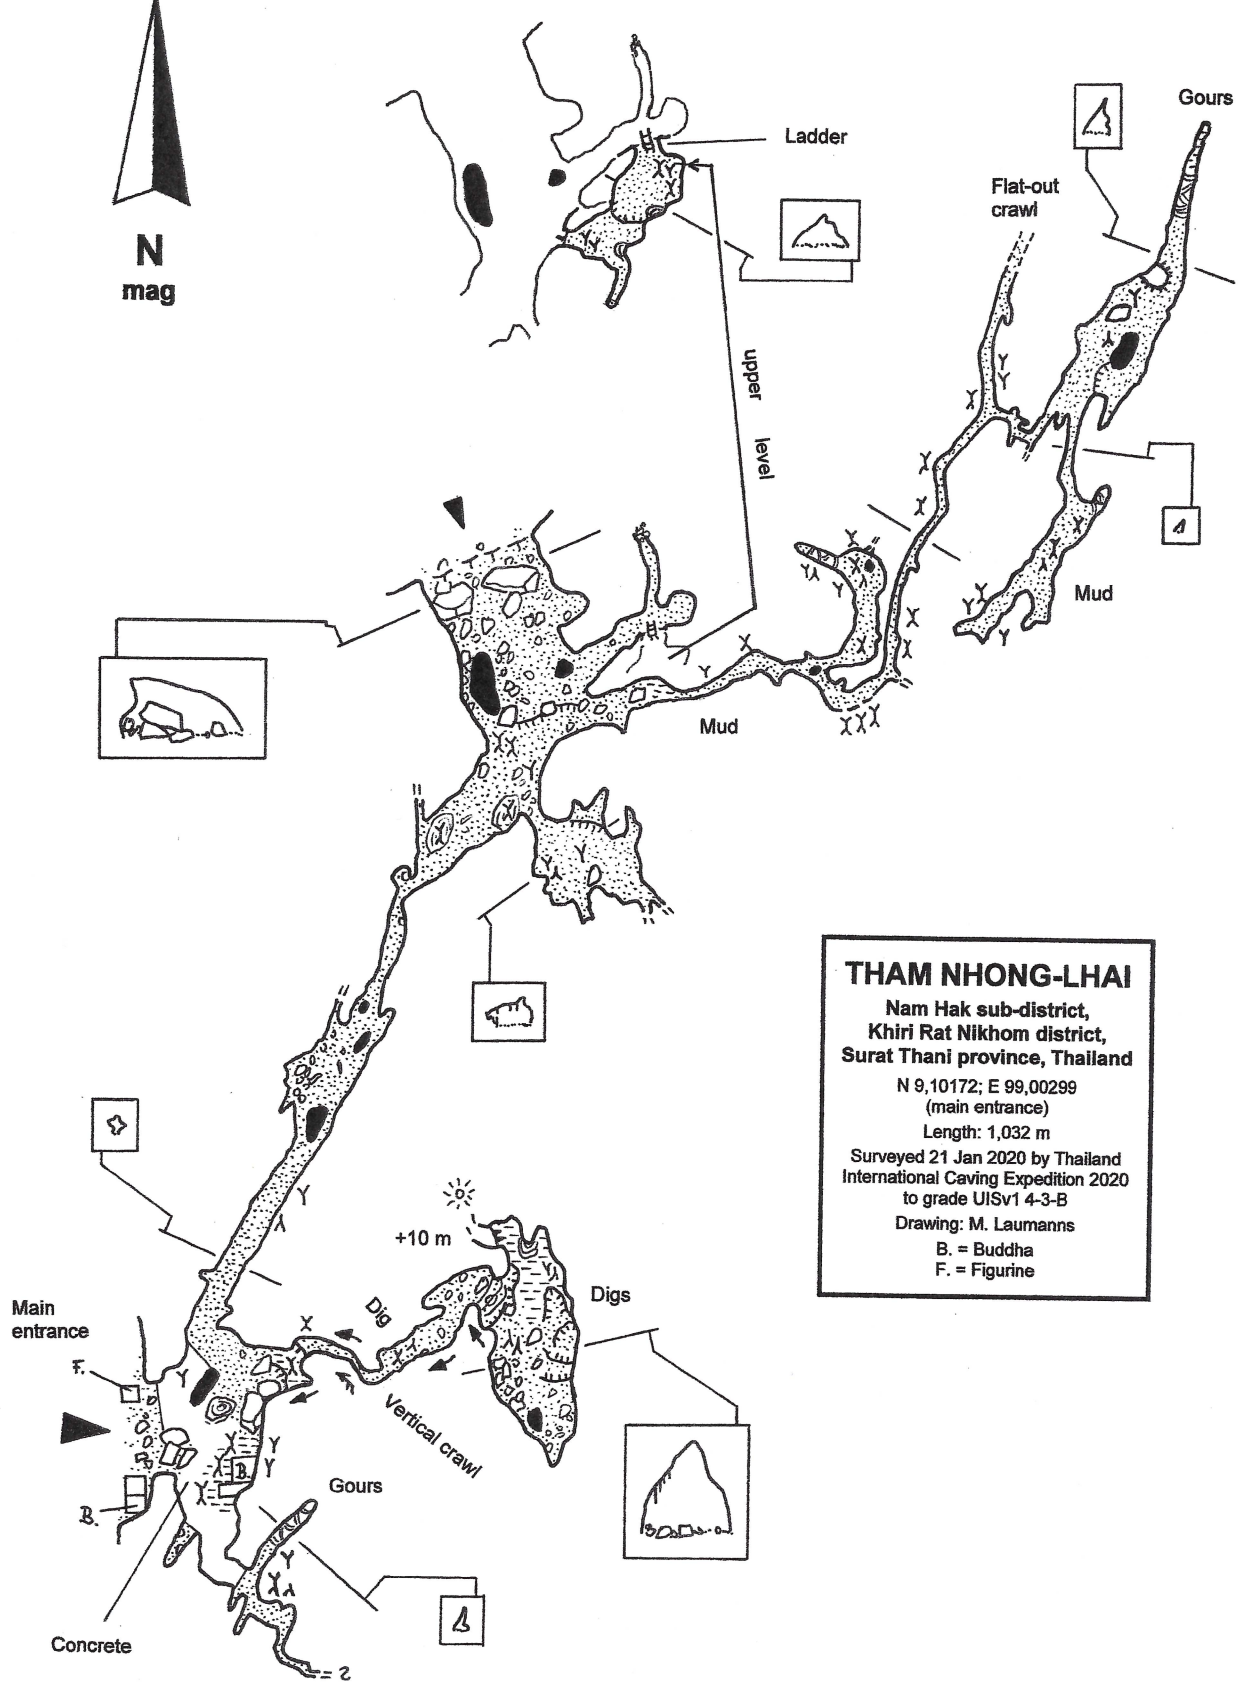 N
mag
Ladder
Gours
Flat-out
crawl
upper level
Mud
Mud
THAM NHONG-LHAI
Nam Hak sub-district,
Khiri Rat Nikhom district,
Surat Thani province, Thailand
N 9,10172; E 99,00299
(main entrance)
Length: 1,032 m
Surveyed 21 Jan 2020 by Thailand
International Caving Expedition 2020
to grade UISv1 4-3-B
Drawing: M. Laumanns
B. = Buddha
F. = Figurine
+10 m
Digs
Dig
Main
entrance
F.
Vertical crawl
B.
Gours
B.
Concrete
?